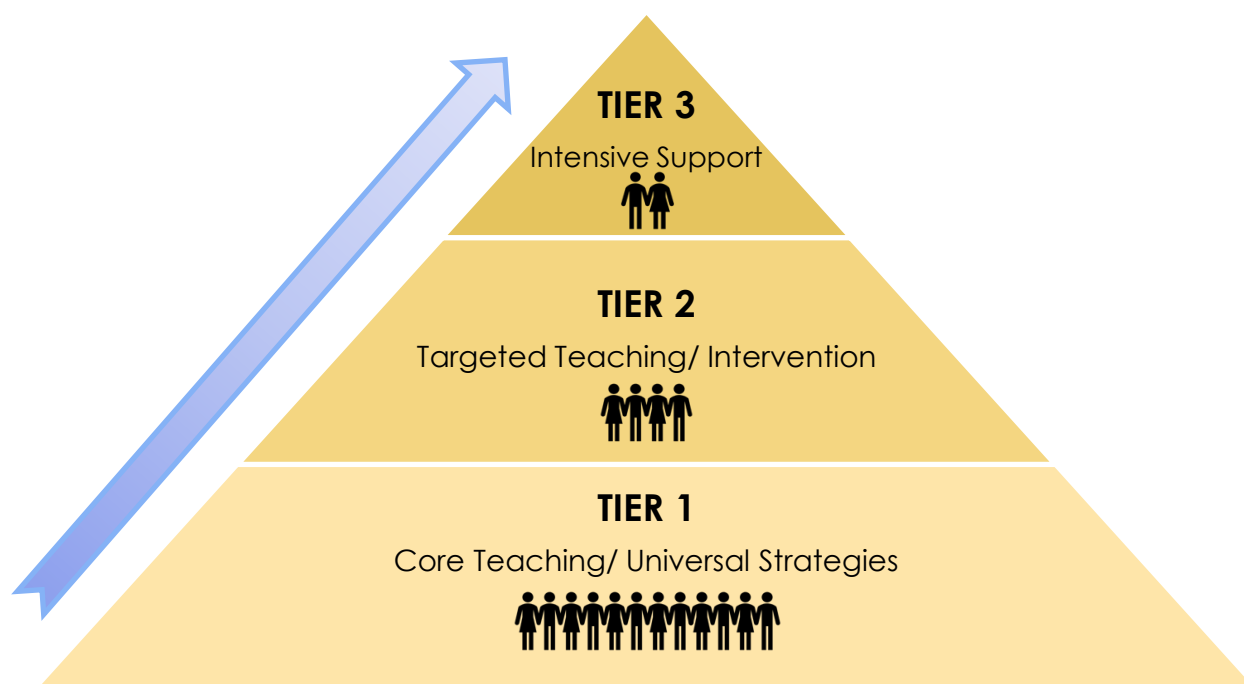 TIER 3
Intensive Support
TIER 2
Targeted Teaching/ Intervention
TIER 1
Core Teaching/ Universal Strategies